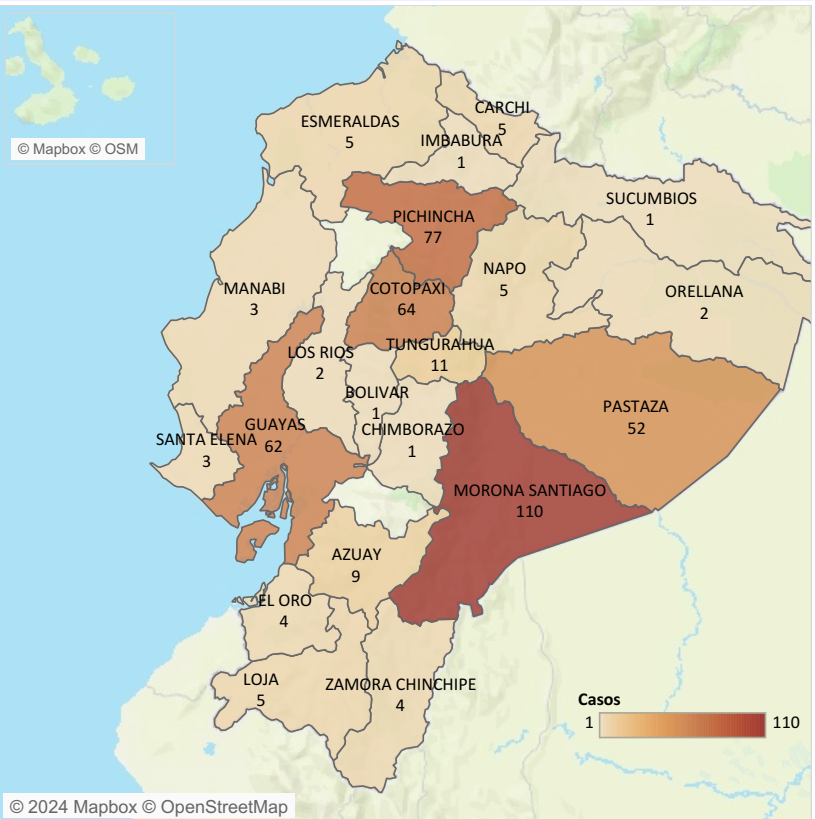 © Mapbox © OSM
CARCHI
5
ESMERALDAS
5
IMBABURA
1
SUCUMBIOS
1
PICHINCHA
77
NAPO
5
COTOPAXI
64
ORELLANA
2
MANABI
3
TUNGURAHUA
11
LOS RIOS
2
BOLIVAR
1
PASTAZA
52
GUAYAS
62
CHIMBORAZO
1
SANTA ELENA
3
MORONA SANTIAGO
110
AZUAY
9
EL ORO
4
LOJA
5
ZAMORA CHINCHIPE
4
Casos
1 110
© 2024 Mapbox © OpenStreetMap